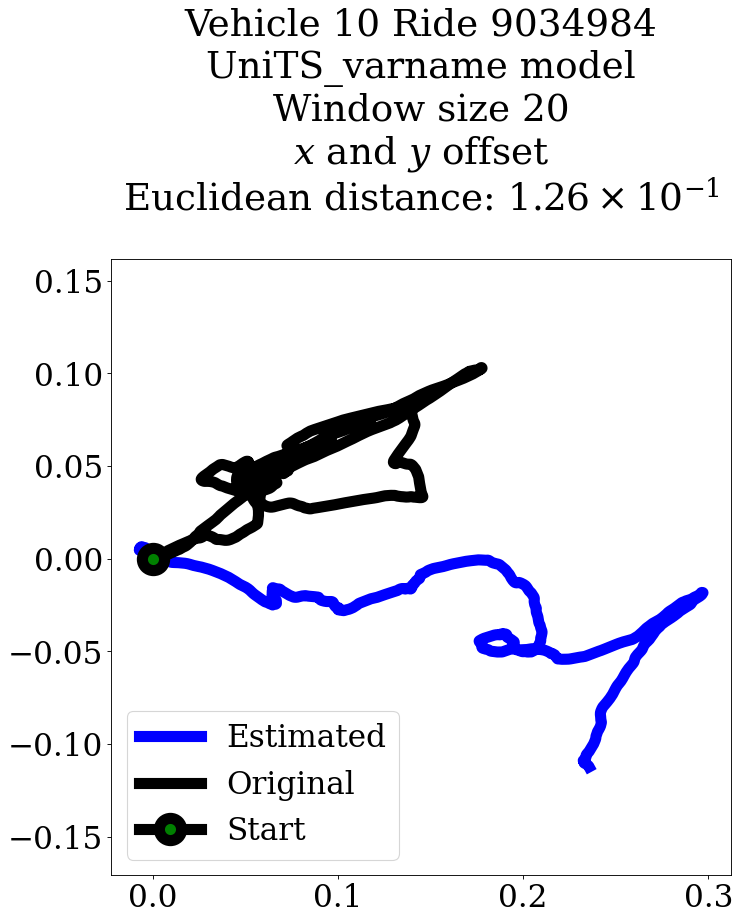 Vehicle 10 Ride 9034984
UniTS_varname model
Window size 20
x and y offset
Euclidean distance: 1.26 × 10⁻¹
0.15
0.10
0.05
0.00
−0.05
−0.10
−0.15
Estimated
Original
Start
0.0 0.1 0.2 0.3